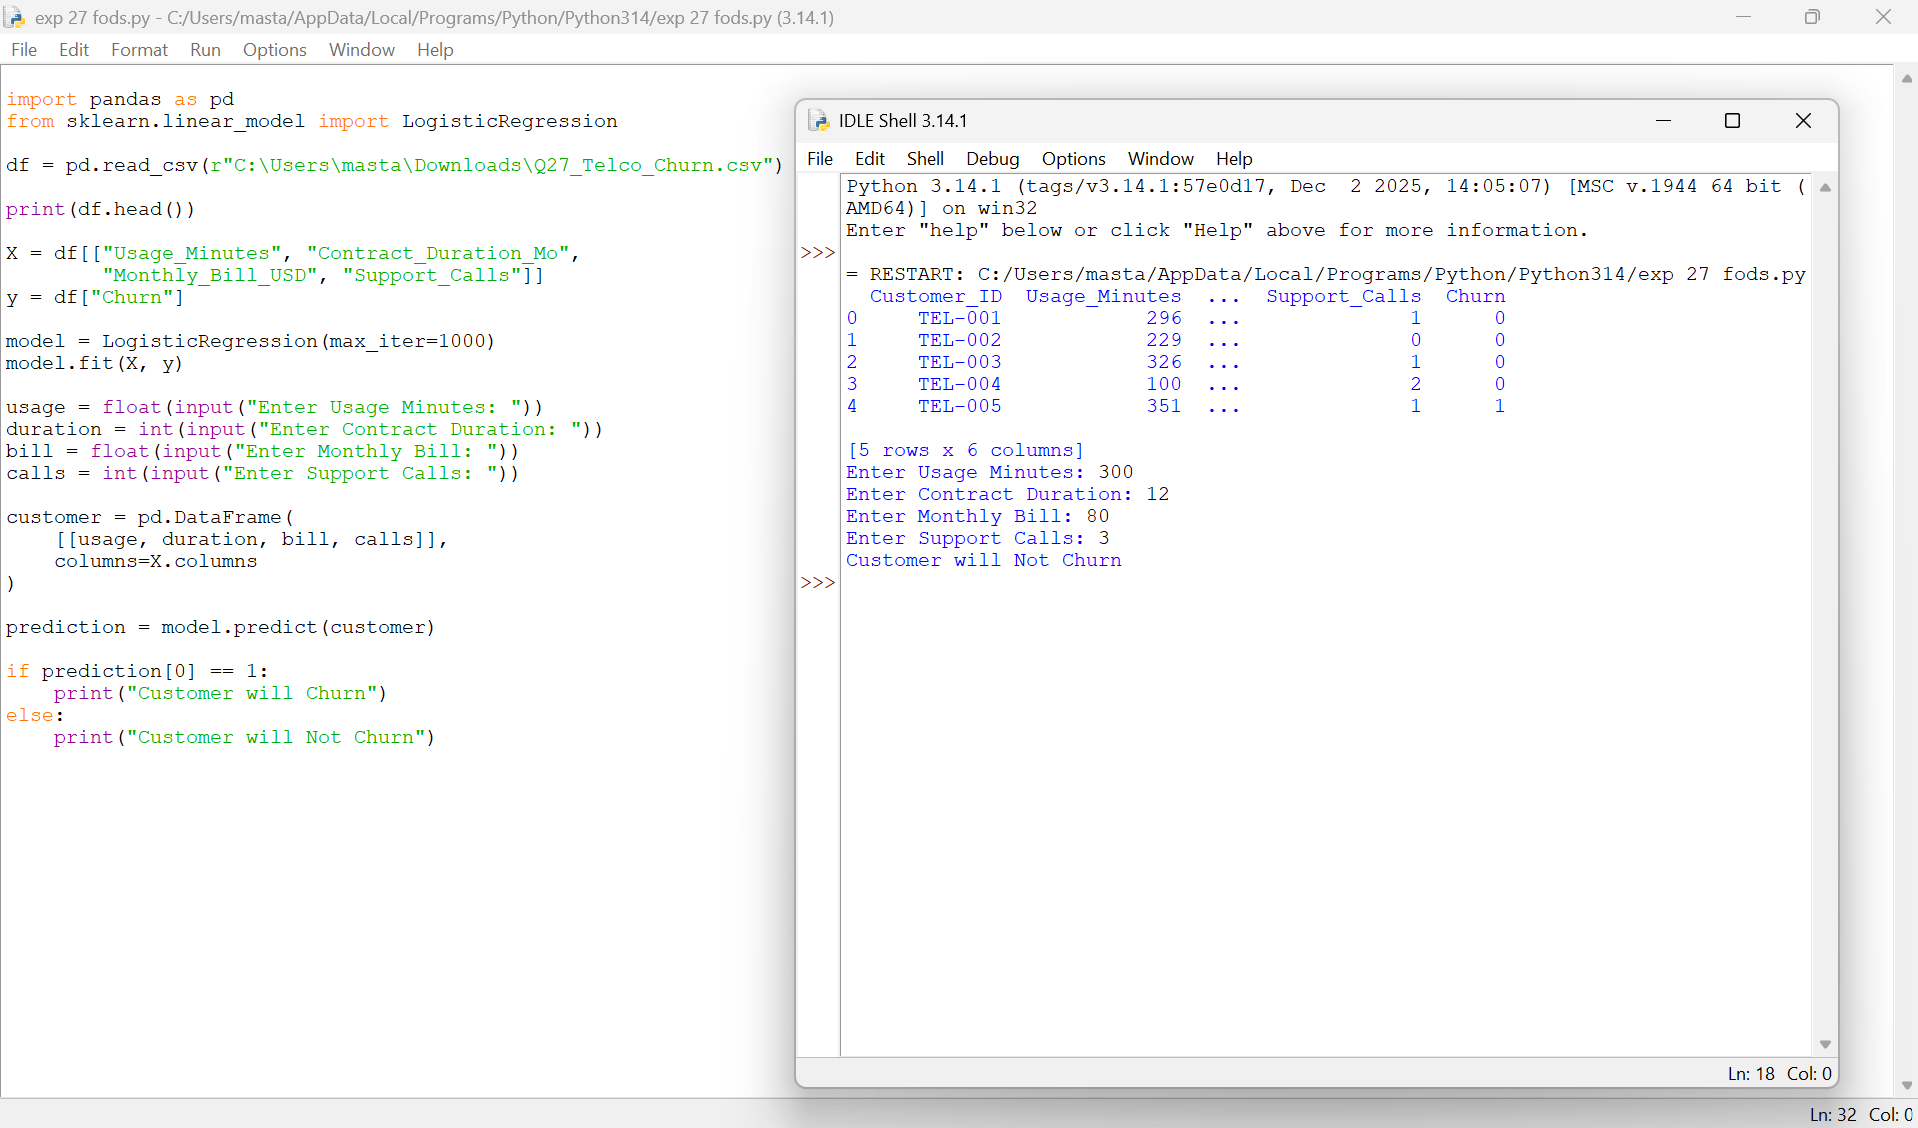 exp 27 fods.py - C:/Users/masta/AppData/Local/Programs/Python/Python314/exp 27 fods.py (3.14.1)
File Edit Format Run Options Window Help
import pandas as pd
from sklearn.linear_model import LogisticRegression
df = pd.read_csv(r"C:\Users\masta\Downloads\Q27_Telco_Churn.csv")
print(df.head())
X = df[["Usage_Minutes", "Contract_Duration_Mo",
        "Monthly_Bill_USD", "Support_Calls"]]
y = df["Churn"]
model = LogisticRegression(max_iter=1000)
model.fit(X, y)
usage = float(input("Enter Usage Minutes: "))
duration = int(input("Enter Contract Duration: "))
bill = float(input("Enter Monthly Bill: "))
calls = int(input("Enter Support Calls: "))
customer = pd.DataFrame(
    [[usage, duration, bill, calls]],
    columns=X.columns
)
prediction = model.predict(customer)
if prediction[0] == 1:
    print("Customer will Churn")
else:
    print("Customer will Not Churn")
IDLE Shell 3.14.1
File Edit Shell Debug Options Window Help
Python 3.14.1 (tags/v3.14.1:57e0d17, Dec  2 2025, 14:05:07) [MSC v.1944 64 bit (
AMD64)] on win32
Enter "help" below or click "Help" above for more information.
>>>
= RESTART: C:/Users/masta/AppData/Local/Programs/Python/Python314/exp 27 fods.py
  Customer_ID  Usage_Minutes  ...  Support_Calls  Churn
0     TEL-001            296  ...              1      0
1     TEL-002            229  ...              0      0
2     TEL-003            326  ...              1      0
3     TEL-004            100  ...              2      0
4     TEL-005            351  ...              1      1
[5 rows x 6 columns]
Enter Usage Minutes: 300
Enter Contract Duration: 12
Enter Monthly Bill: 80
Enter Support Calls: 3
Customer will Not Churn
>>>
Ln: 18 Col: 0
Ln: 32 Col: 0